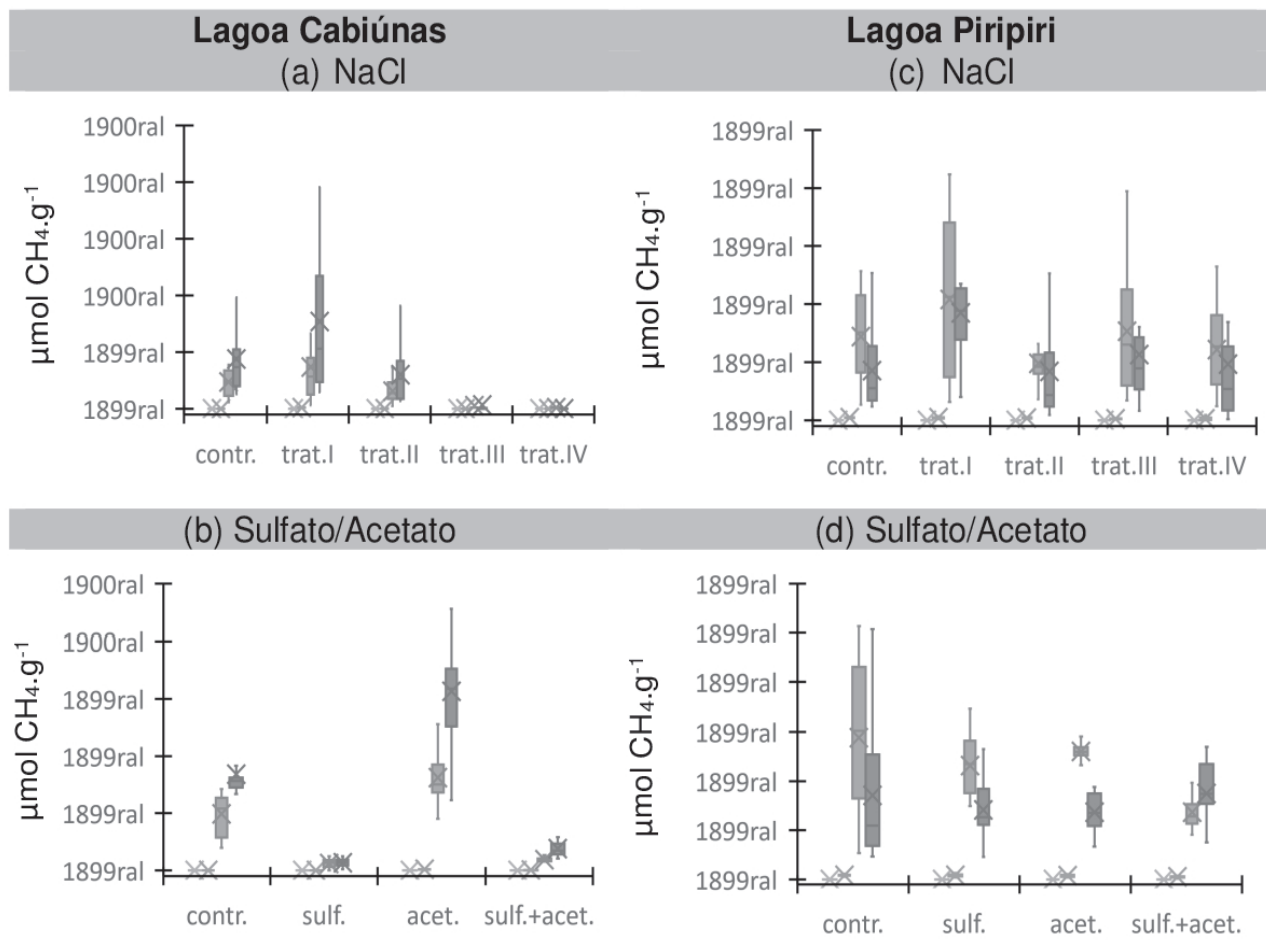 Lagoa Cabiúnas
(a) NaCl
1900ral
1900ral
1900ral
1900ral
1899ral
1899ral
µmol CH₄.g⁻¹
contr. trat.I trat.II trat.III trat.IV
Lagoa Piripiri
(c) NaCl
1899ral
1899ral
1899ral
1899ral
1899ral
1899ral
µmol CH₄.g⁻¹
contr. trat.I trat.II trat.III trat.IV
(b) Sulfato/Acetato
1900ral
1900ral
1899ral
1899ral
1899ral
1899ral
µmol CH₄.g⁻¹
contr. sulf. acet. sulf.+acet.
(d) Sulfato/Acetato
1899ral
1899ral
1899ral
1899ral
1899ral
1899ral
1899ral
µmol CH₄.g⁻¹
contr. sulf. acet. sulf.+acet.